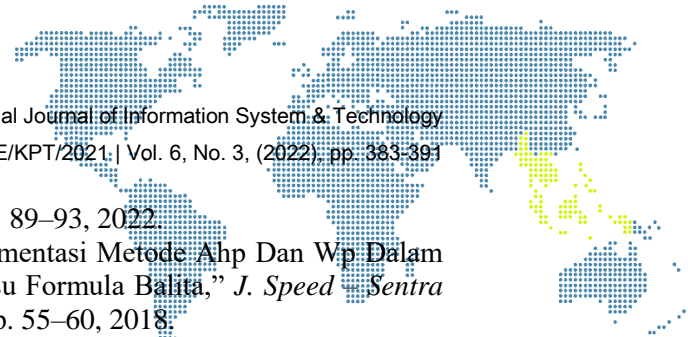 al Journal of Information System & Technology
E/KPT/2021 | Vol. 6, No. 3, (2022), pp. 383-391
89–93, 2022.
mentasi Metode Ahp Dan Wp Dalam
su Formula Balita,” J. Speed – Sentra
p. 55–60, 2018.